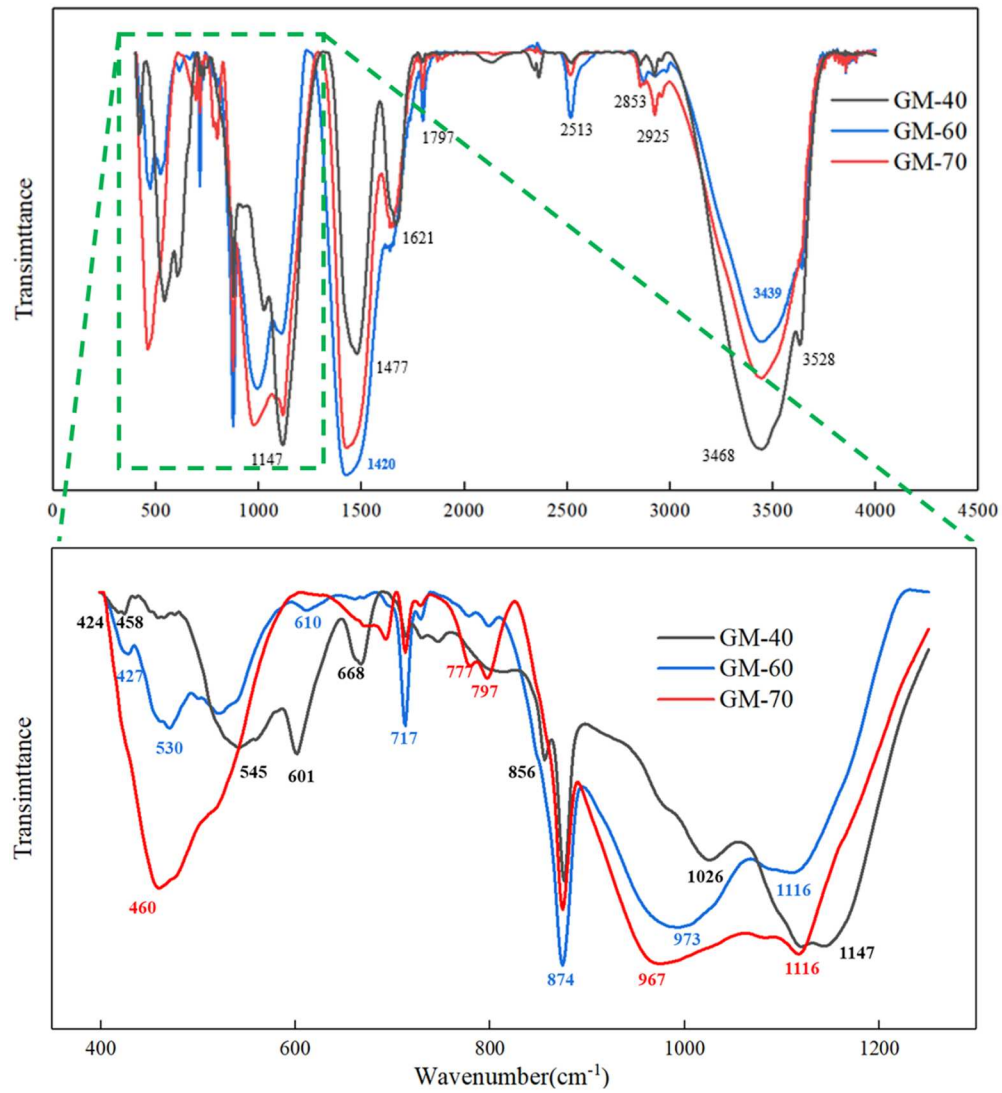 2853
2925
GM-40
GM-60
GM-70
1797
2513
1621
3439
1477
3528
1147
1420
3468
Transimttance
0 500 1000 1500 2000 2500 3000 3500 4000 4500
424 458
427
530
545
601
610
668
717
777
797
856
GM-40
GM-60
GM-70
460
874
1026
973
967
1116
1116
1147
Transimttance
400 600 800 1000 1200
Wavenumber(cm⁻¹)